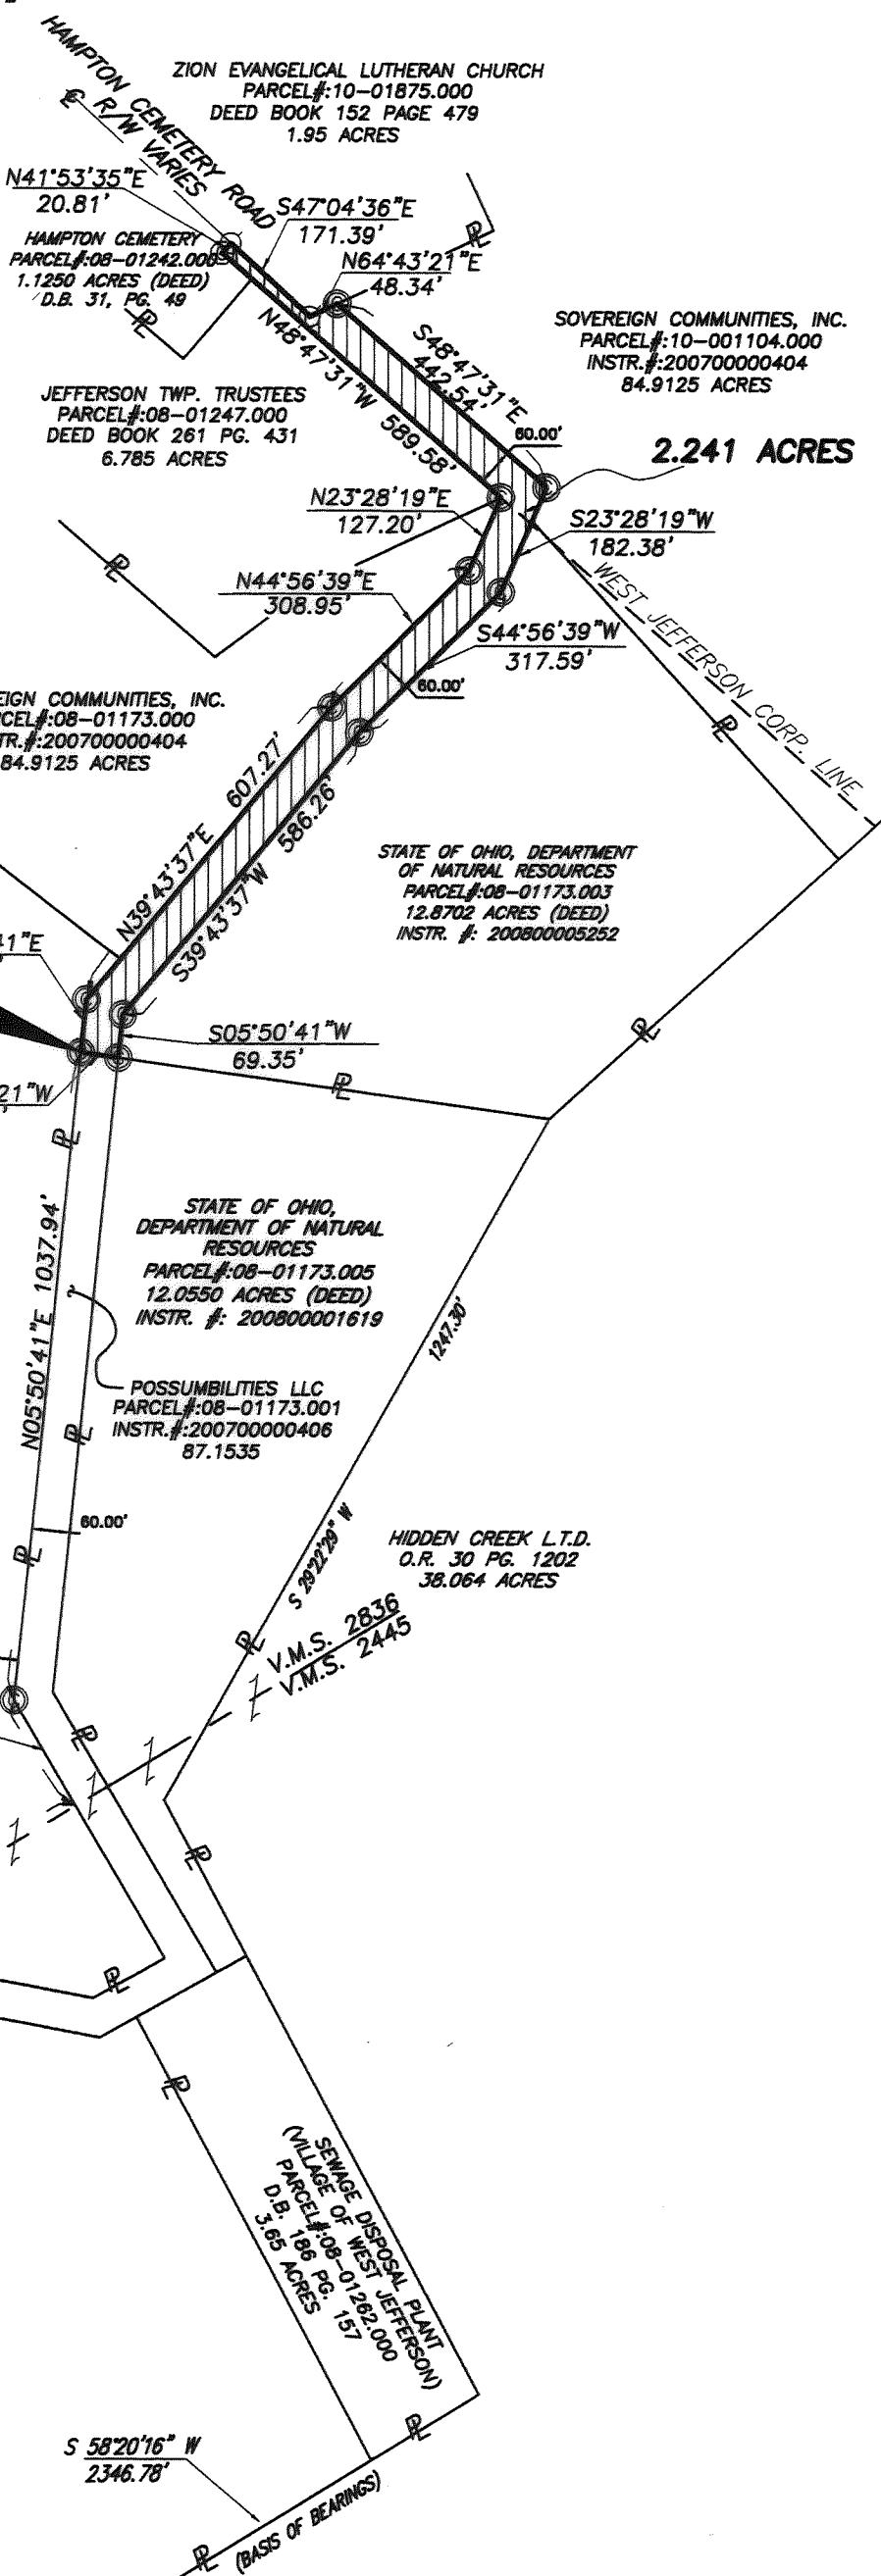 HAMPTON CEMETERY ROAD
℄ R/W VARIES
ZION EVANGELICAL LUTHERAN CHURCH
PARCEL#:10-01875.000
DEED BOOK 152 PAGE 479
1.95 ACRES
N41°53'35"E
20.81'
S47°04'36"E
171.39'
HAMPTON CEMETERY
PARCEL#:08-01242.000
1.1250 ACRES (DEED)
D.B. 31, PG. 49
N64°43'21"E
48.34'
SOVEREIGN COMMUNITIES, INC.
PARCEL#:10-001104.000
INSTR.#:200700000404
84.9125 ACRES
N48°47'31"W 589.58'
S48°47'31"E
442.54'
JEFFERSON TWP. TRUSTEES
PARCEL#:08-01247.000
DEED BOOK 261 PG. 431
6.785 ACRES
60.00'
2.241 ACRES
N23°28'19"E
127.20'
S23°28'19"W
182.38'
WEST JEFFERSON CORP. LINE
N44°56'39"E
308.95'
S44°56'39"W
317.59'
60.00'
EIGN COMMUNITIES, INC.
CEL#:08-01173.000
TR.#:200700000404
84.9125 ACRES
N39°43'37"E 607.27'
S39°43'37"W 586.26'
STATE OF OHIO, DEPARTMENT
OF NATURAL RESOURCES
PARCEL#:08-01173.003
12.8702 ACRES (DEED)
INSTR. #: 200800005252
41"E
S05°50'41"W
69.35'
21"W
N05°50'41"E 1037.94'
STATE OF OHIO,
DEPARTMENT OF NATURAL
RESOURCES
PARCEL#:08-01173.005
12.0550 ACRES (DEED)
INSTR. #: 200800001619
POSSUMBILITIES LLC
PARCEL#:08-01173.001
INSTR.#:200700000406
87.1535
60.00'
S 29°22'29" W
1247.30'
HIDDEN CREEK L.T.D.
O.R. 30 PG. 1202
38.064 ACRES
V.M.S. 2836
V.M.S. 2445
SEWAGE DISPOSAL PLANT
(VILLAGE OF WEST JEFFERSON)
PARCEL#:08-01262.000
D.B. 186 PG. 157
3.65 ACRES
S 58°20'16" W
2346.78'
(BASIS OF BEARINGS)